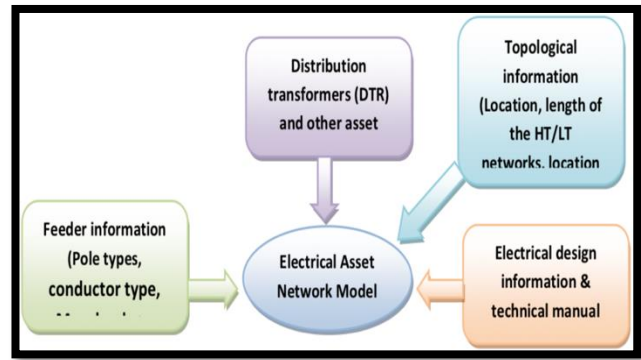 Distribution
transformers (DTR)
and other asset
Topological
information
(Location, length of
the HT/LT
networks, location
Feeder information
(Pole types,
conductor type,
Electrical Asset
Network Model
Electrical design
information &
technical manual